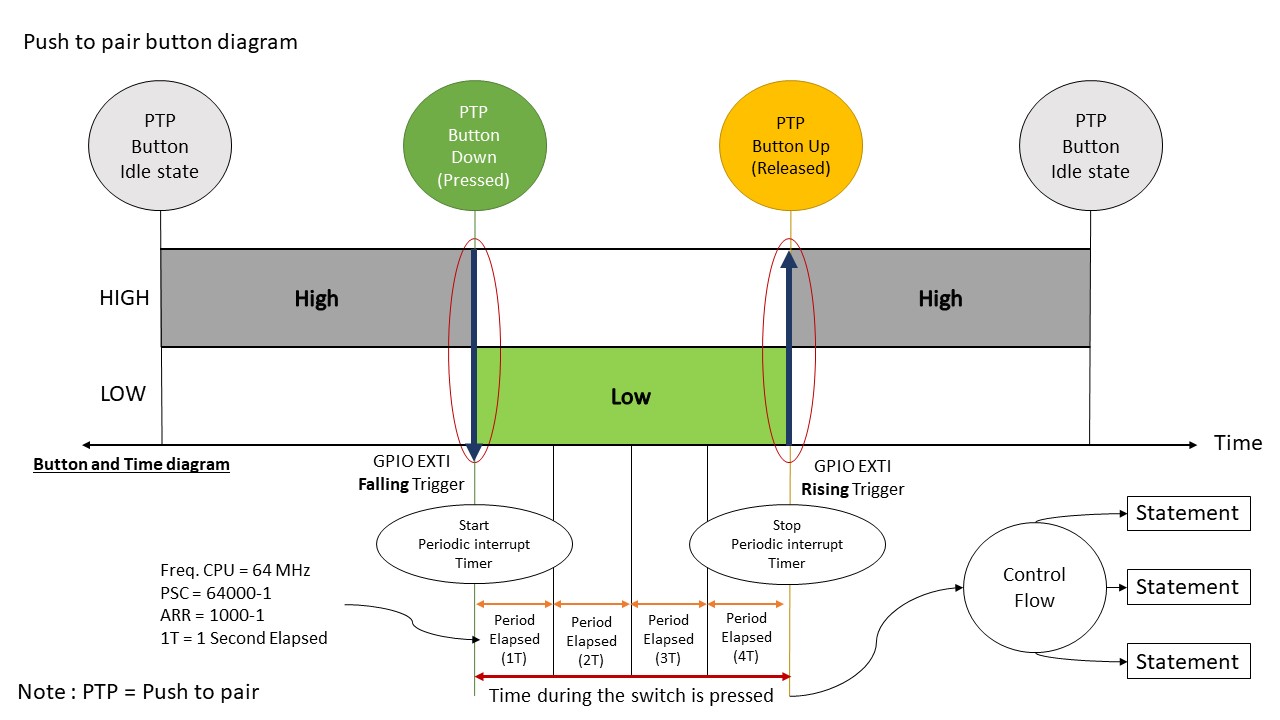 Push to pair button diagram
PTP
Button
Idle state
PTP
Button
Down
(Pressed)
PTP
Button Up
(Released)
PTP
Button
Idle state
HIGH
High
High
LOW
Low
Time
Button and Time diagram
GPIO EXTI
Falling Trigger
GPIO EXTI
Rising Trigger
Start
Periodic interrupt
Timer
Stop
Periodic interrupt
Timer
Freq. CPU = 64 MHz
PSC = 64000-1
ARR = 1000-1
1T = 1 Second Elapsed
Period
Elapsed
(1T)
Period
Elapsed
(2T)
Period
Elapsed
(3T)
Period
Elapsed
(4T)
Control
Flow
Statement
Statement
Statement
Time during the switch is pressed
Note : PTP = Push to pair